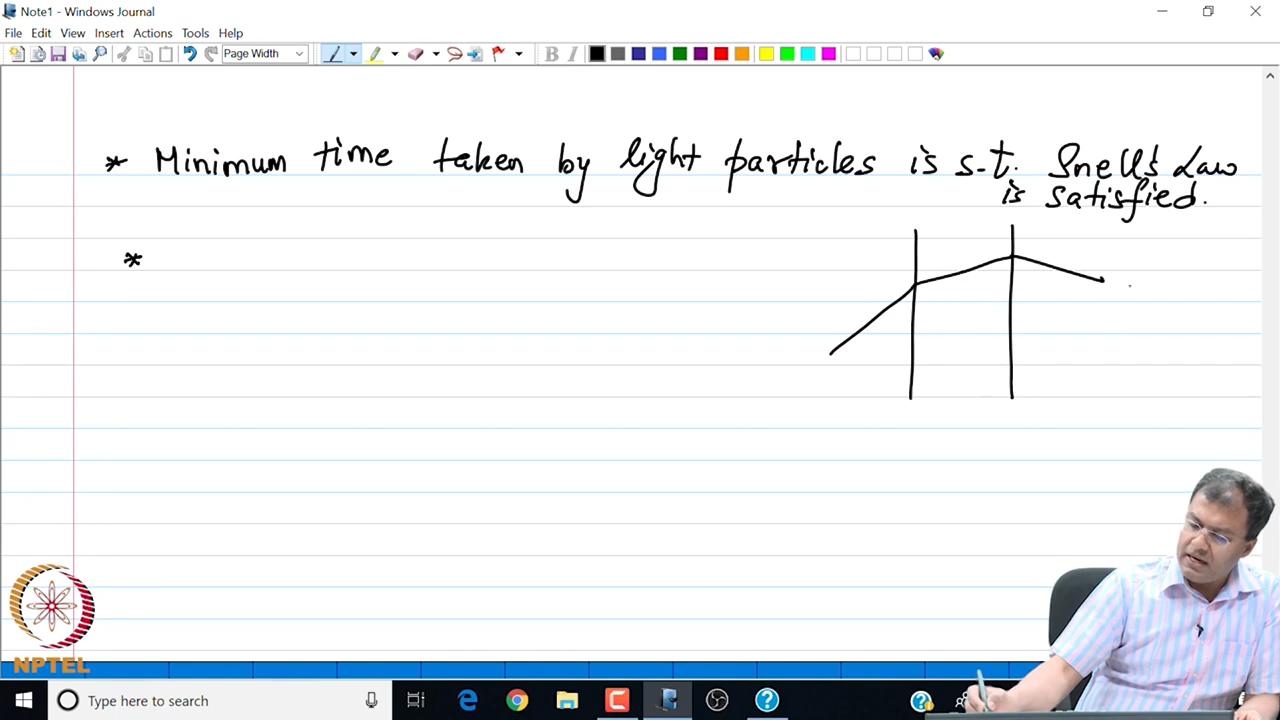 Note1 - Windows Journal
File Edit View Insert Actions Tools Help
Page Width
B I
* Minimum time taken by light particles is s.t. Snell's Law
is satisfied.
*
NPTEL
Type here to search